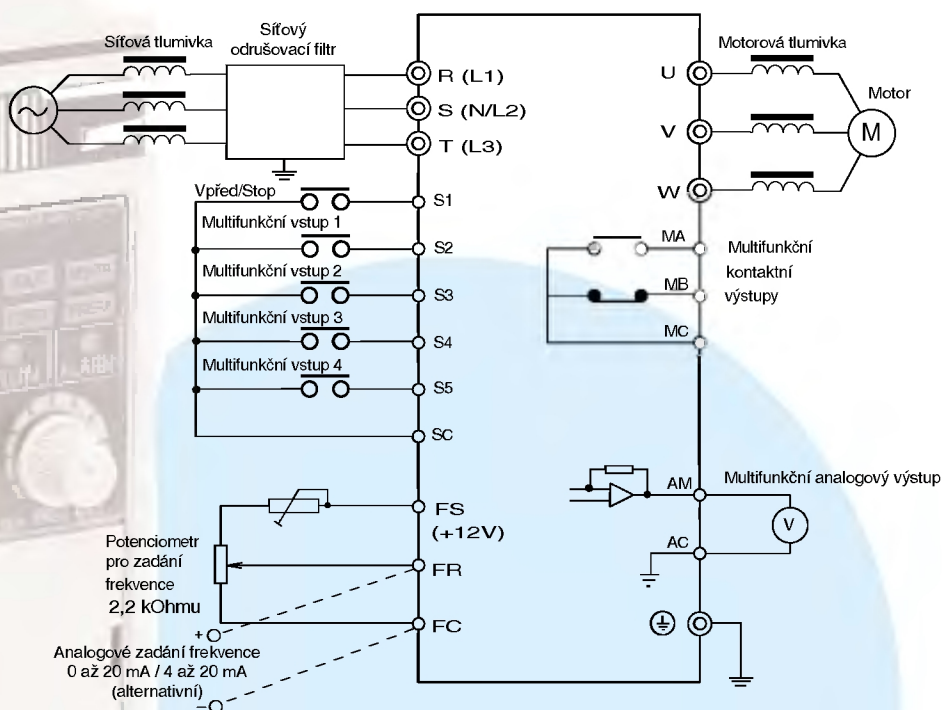 Síťová tlumivka
Síťový
odrušovací filtr
R (L1)
S (N/L2)
T (L3)
Vpřed/Stop
S1
Multifunkční vstup 1
S2
Multifunkční vstup 2
S3
Multifunkční vstup 3
S4
Multifunkční vstup 4
S5
SC
FS
(+12V)
Potenciometr
pro zadání
frekvence
2,2 kOhmu
FR
FC
+
Analogové zadání frekvence
0 až 20 mA / 4 až 20 mA
(alternativní)
–
Motorová tlumivka
U
Motor
V
M
W
MA
Multifunkční
kontaktní
výstupy
MB
MC
AM
Multifunkční analogový výstup
V
AC